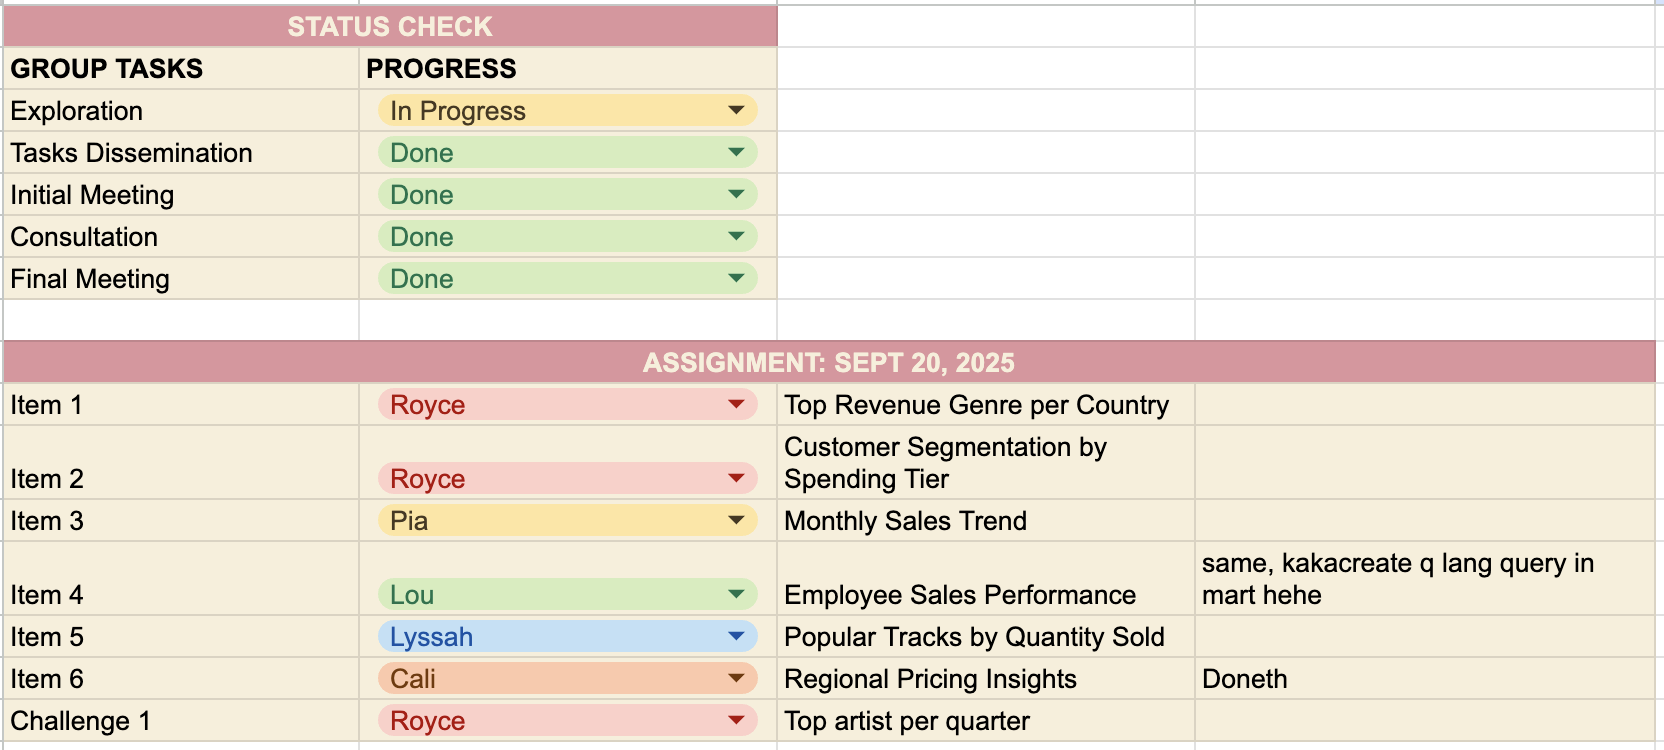 STATUS CHECK
GROUP TASKS PROGRESS
Exploration In Progress
Tasks Dissemination Done
Initial Meeting Done
Consultation Done
Final Meeting Done
ASSIGNMENT: SEPT 20, 2025
Item 1 Royce Top Revenue Genre per Country
Customer Segmentation by
Item 2 Royce Spending Tier
Item 3 Pia Monthly Sales Trend
same, kakacreate q lang query in
Item 4 Lou Employee Sales Performance mart hehe
Item 5 Lyssah Popular Tracks by Quantity Sold
Item 6 Cali Regional Pricing Insights Doneth
Challenge 1 Royce Top artist per quarter